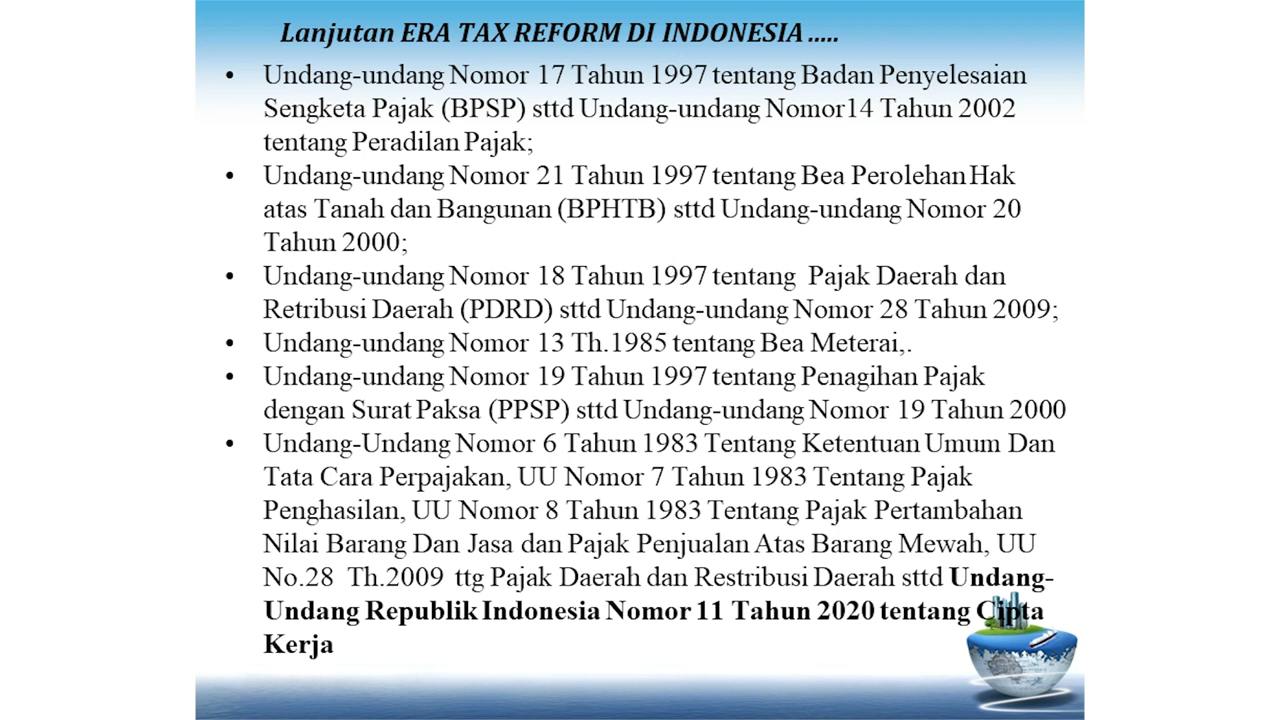 Lanjutan ERA TAX REFORM DI INDONESIA .....
• Undang-undang Nomor 17 Tahun 1997 tentang Badan Penyelesaian
Sengketa Pajak (BPSP) sttd Undang-undang Nomor14 Tahun 2002
tentang Peradilan Pajak;
• Undang-undang Nomor 21 Tahun 1997 tentang Bea Perolehan Hak
atas Tanah dan Bangunan (BPHTB) sttd Undang-undang Nomor 20
Tahun 2000;
• Undang-undang Nomor 18 Tahun 1997 tentang Pajak Daerah dan
Retribusi Daerah (PDRD) sttd Undang-undang Nomor 28 Tahun 2009;
• Undang-undang Nomor 13 Th.1985 tentang Bea Meterai,.
• Undang-undang Nomor 19 Tahun 1997 tentang Penagihan Pajak
dengan Surat Paksa (PPSP) sttd Undang-undang Nomor 19 Tahun 2000
• Undang-Undang Nomor 6 Tahun 1983 Tentang Ketentuan Umum Dan
Tata Cara Perpajakan, UU Nomor 7 Tahun 1983 Tentang Pajak
Penghasilan, UU Nomor 8 Tahun 1983 Tentang Pajak Pertambahan
Nilai Barang Dan Jasa dan Pajak Penjualan Atas Barang Mewah, UU
No.28 Th.2009 ttg Pajak Daerah dan Restribusi Daerah sttd Undang-
Undang Republik Indonesia Nomor 11 Tahun 2020 tentang Cipta
Kerja